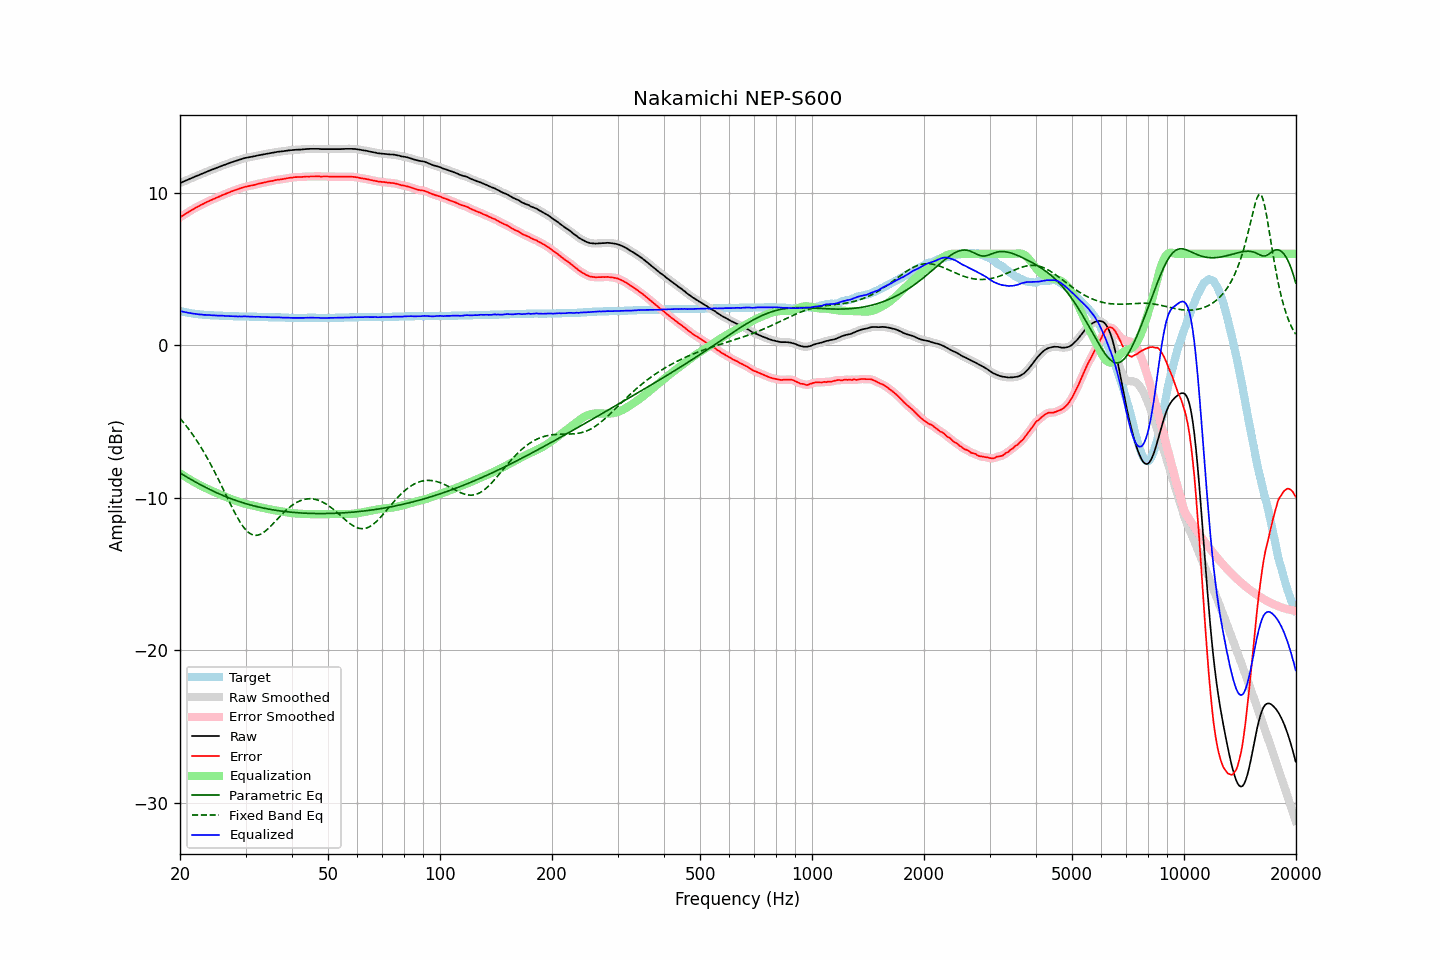 Nakamichi NEP-S600
Amplitude (dBr)
10
0
−10
−20
−30
Target
Raw Smoothed
Error Smoothed
Raw
Error
Equalization
Parametric Eq
Fixed Band Eq
Equalized
20 50 100 200 500 1000 2000 5000 10000 20000
Frequency (Hz)